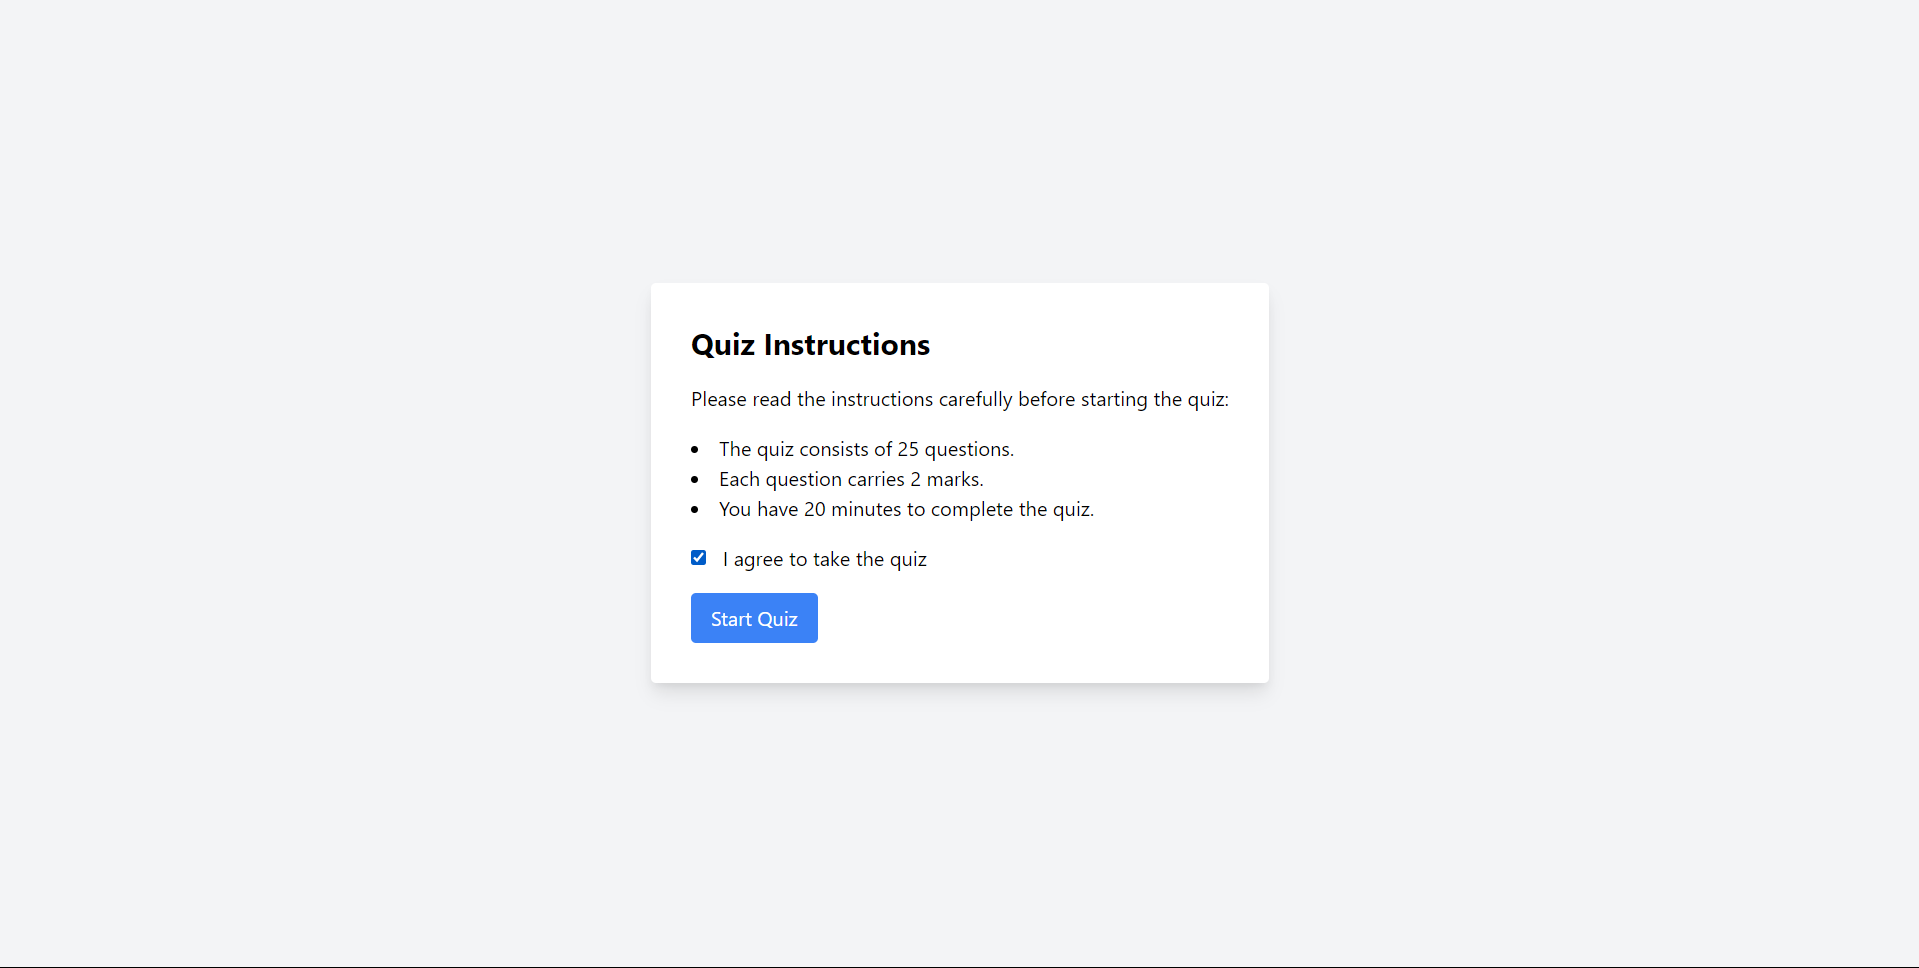 Quiz Instructions
Please read the instructions carefully before starting the quiz:
The quiz consists of 25 questions.
Each question carries 2 marks.
You have 20 minutes to complete the quiz.
I agree to take the quiz
Start Quiz